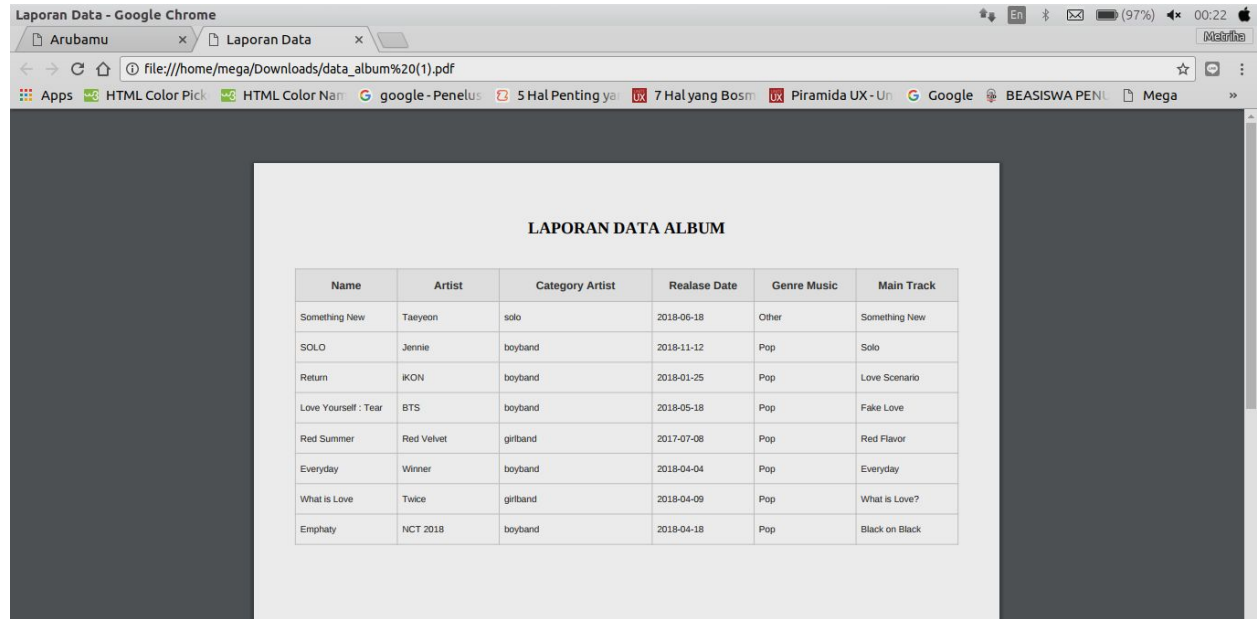 Laporan Data - Google Chrome En (97%) 00:22
Arubamu × Laporan Data × Metriha
file:///home/mega/Downloads/data_album%20(1).pdf
Apps HTML Color Pick HTML Color Nam google - Penelus 5 Hal Penting ya 7 Hal yang Bosm Piramida UX - Un Google BEASISWA PENU Mega »
LAPORAN DATA ALBUM
Name Artist Category Artist Realase Date Genre Music Main Track
Something New Taeyeon solo 2018-06-18 Other Something New
SOLO Jennie boyband 2018-11-12 Pop Solo
Return iKON boyband 2018-01-25 Pop Love Scenario
Love Yourself : Tear BTS boyband 2018-05-18 Pop Fake Love
Red Summer Red Velvet girlband 2017-07-08 Pop Red Flavor
Everyday Winner boyband 2018-04-04 Pop Everyday
What is Love Twice girlband 2018-04-09 Pop What is Love?
Emphaty NCT 2018 boyband 2018-04-18 Pop Black on Black